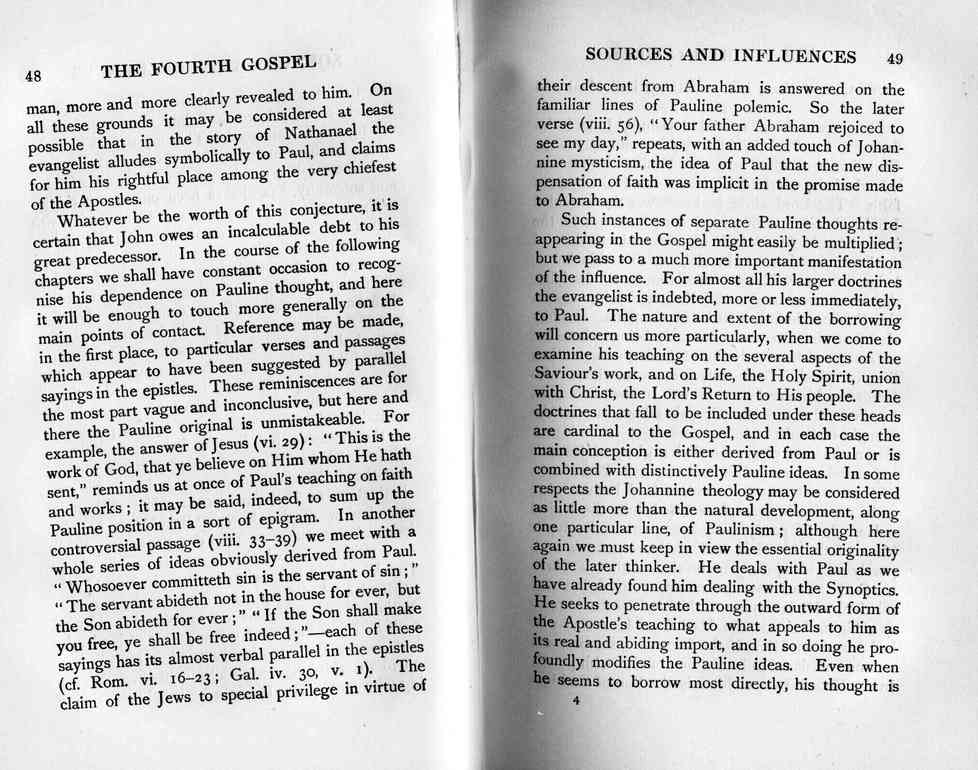 48 THE FOURTH GOSPEL
man, more and more clearly revealed to him. On
all these grounds it may be considered at least
possible that in the story of Nathanael the
evangelist alludes symbolically to Paul, and claims
for him his rightful place among the very chiefest
of the Apostles.
Whatever be the worth of this conjecture, it is
certain that John owes an incalculable debt to his
great predecessor. In the course of the following
chapters we shall have constant occasion to recog-
nise his dependence on Pauline thought, and here
it will be enough to touch more generally on the
main points of contact. Reference may be made,
in the first place, to particular verses and passages
which appear to have been suggested by parallel
sayings in the epistles. These reminiscences are for
the most part vague and inconclusive, but here and
there the Pauline original is unmistakeable. For
example, the answer of Jesus (vi. 29): “This is the
work of God, that ye believe on Him whom He hath
sent,” reminds us at once of Paul's teaching on faith
and works; it may be said, indeed, to sum up the
Pauline position in a sort of epigram. In another
controversial passage (viii. 33–39) we meet with a
whole series of ideas obviously derived from Paul.
“Whosoever committeth sin is the servant of sin;”
“The servant abideth not in the house for ever, but
the Son abideth for ever;” “If the Son shall make
you free, ye shall be free indeed;”—each of these
sayings has its almost verbal parallel in the epistles
(cf. Rom. vi. 16–23; Gal. iv. 30, v. 1). The
claim of the Jews to special privilege in virtue of
SOURCES AND INFLUENCES 49
their descent from Abraham is answered on the
familiar lines of Pauline polemic. So the later
verse (viii. 56), “Your father Abraham rejoiced to
see my day,” repeats, with an added touch of Johan-
nine mysticism, the idea of Paul that the new dis-
pensation of faith was implicit in the promise made
to Abraham.
Such instances of separate Pauline thoughts re-
appearing in the Gospel might easily be multiplied;
but we pass to a much more important manifestation
of the influence. For almost all his larger doctrines
the evangelist is indebted, more or less immediately,
to Paul. The nature and extent of the borrowing
will concern us more particularly, when we come to
examine his teaching on the several aspects of the
Saviour's work, and on Life, the Holy Spirit, union
with Christ, the Lord's Return to His people. The
doctrines that fall to be included under these heads
are cardinal to the Gospel, and in each case the
main conception is either derived from Paul or is
combined with distinctively Pauline ideas. In some
respects the Johannine theology may be considered
as little more than the natural development, along
one particular line, of Paulinism; although here
again we must keep in view the essential originality
of the later thinker. He deals with Paul as we
have already found him dealing with the Synoptics.
He seeks to penetrate through the outward form of
the Apostle's teaching to what appeals to him as
its real and abiding import, and in so doing he pro-
foundly modifies the Pauline ideas. Even when
he seems to borrow most directly, his thought is
4